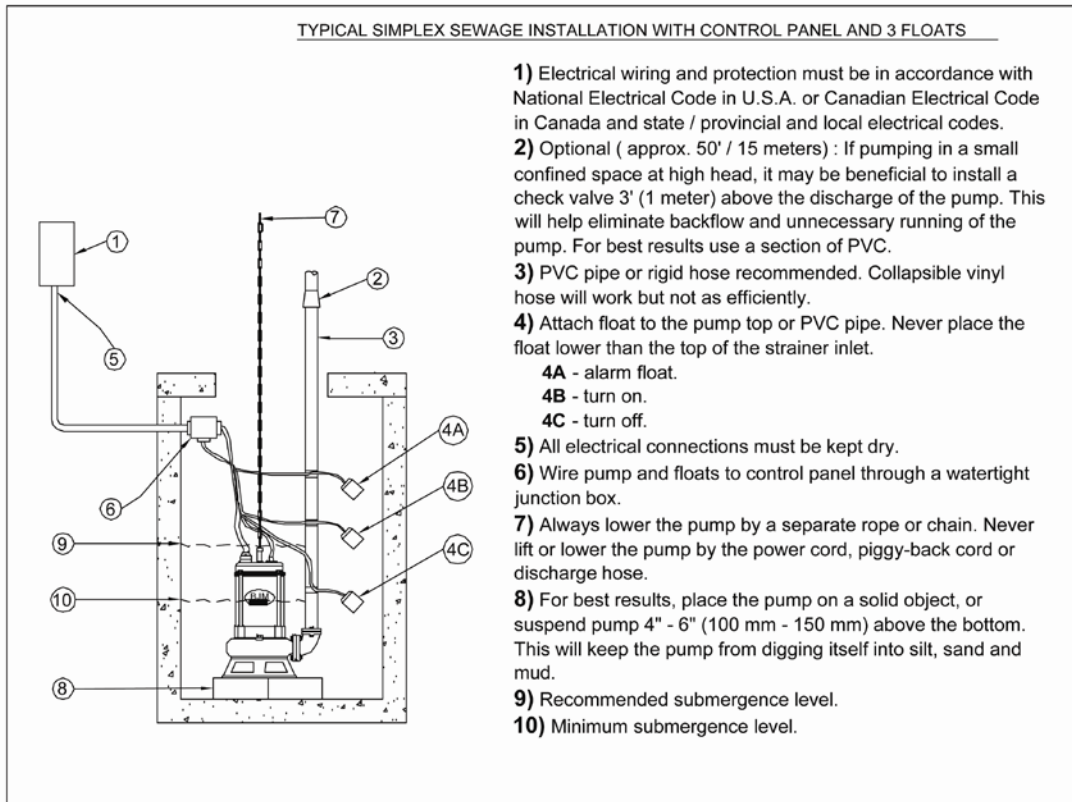 TYPICAL SIMPLEX SEWAGE INSTALLATION WITH CONTROL PANEL AND 3 FLOATS
1) Electrical wiring and protection must be in accordance with
National Electrical Code in U.S.A. or Canadian Electrical Code
in Canada and state / provincial and local electrical codes.
2) Optional ( approx. 50' / 15 meters) : If pumping in a small
confined space at high head, it may be beneficial to install a
check valve 3' (1 meter) above the discharge of the pump. This
will help eliminate backflow and unnecessary running of the
pump. For best results use a section of PVC.
3) PVC pipe or rigid hose recommended. Collapsible vinyl
hose will work but not as efficiently.
4) Attach float to the pump top or PVC pipe. Never place the
float lower than the top of the strainer inlet.
4A - alarm float.
4B - turn on.
4C - turn off.
5) All electrical connections must be kept dry.
6) Wire pump and floats to control panel through a watertight
junction box.
7) Always lower the pump by a separate rope or chain. Never
lift or lower the pump by the power cord, piggy-back cord or
discharge hose.
8) For best results, place the pump on a solid object, or
suspend pump 4" - 6" (100 mm - 150 mm) above the bottom.
This will keep the pump from digging itself into silt, sand and
mud.
9) Recommended submergence level.
10) Minimum submergence level.
7
1
2
3
5
4A
4B
6
9
4C
10
BJM
8